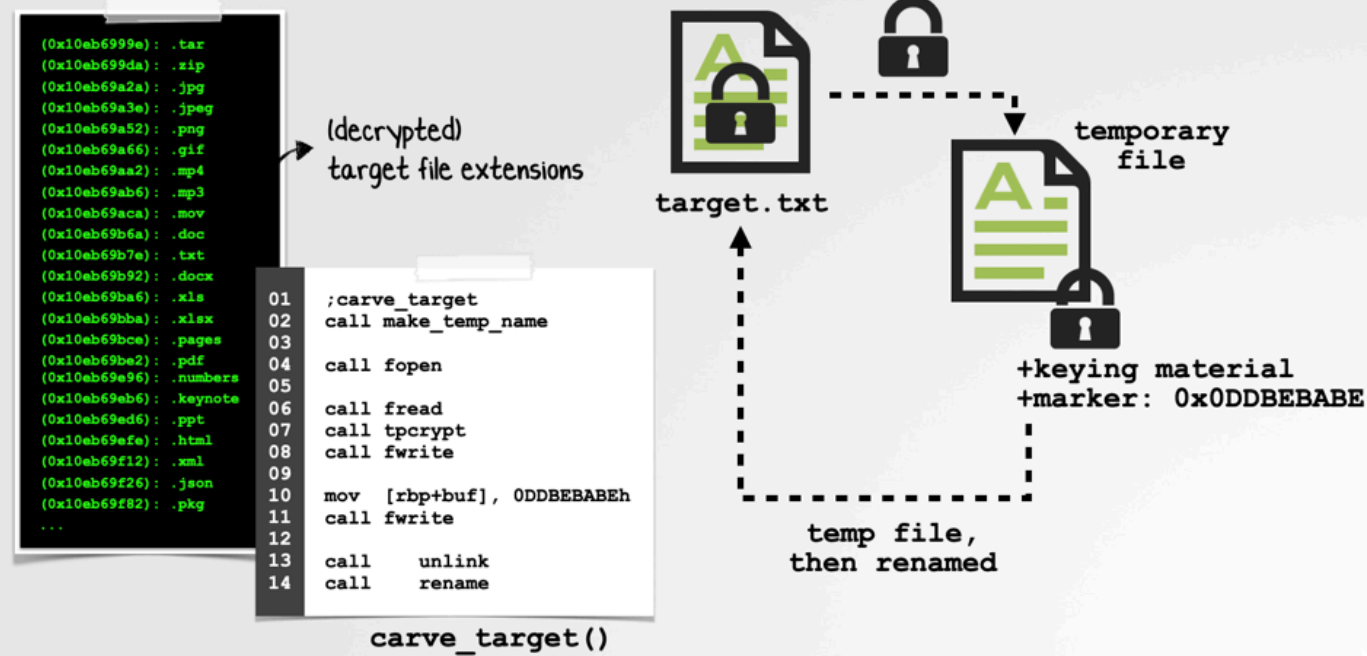 (0x10eb6999e): .tar
(0x10eb699da): .zip
(0x10eb69a2a): .jpg
(0x10eb69a3e): .jpeg
(0x10eb69a52): .png
(0x10eb69a66): .gif
(0x10eb69aa2): .mp4
(0x10eb69ab6): .mp3
(0x10eb69aca): .mov
(0x10eb69b6a): .doc
(0x10eb69b7e): .txt
(0x10eb69b92): .docx
(0x10eb69ba6): .xls
(0x10eb69bba): .xlsx
(0x10eb69bce): .pages
(0x10eb69be2): .pdf
(0x10eb69e96): .numbers
(0x10eb69eb6): .keynote
(0x10eb69ed6): .ppt
(0x10eb69efe): .html
(0x10eb69f12): .xml
(0x10eb69f26): .json
(0x10eb69f82): .pkg
...
(decrypted)
target file extensions
01 ;carve_target
02 call make_temp_name
03
04 call fopen
05
06 call fread
07 call tpcrypt
08 call fwrite
09
10 mov [rbp+buf], 0DDBEBABEh
11 call fwrite
12
13 call unlink
14 call rename
carve_target()
A
target.txt
temporary
file
A
+keying material
+marker: 0x0DDBEBABE
temp file,
then renamed